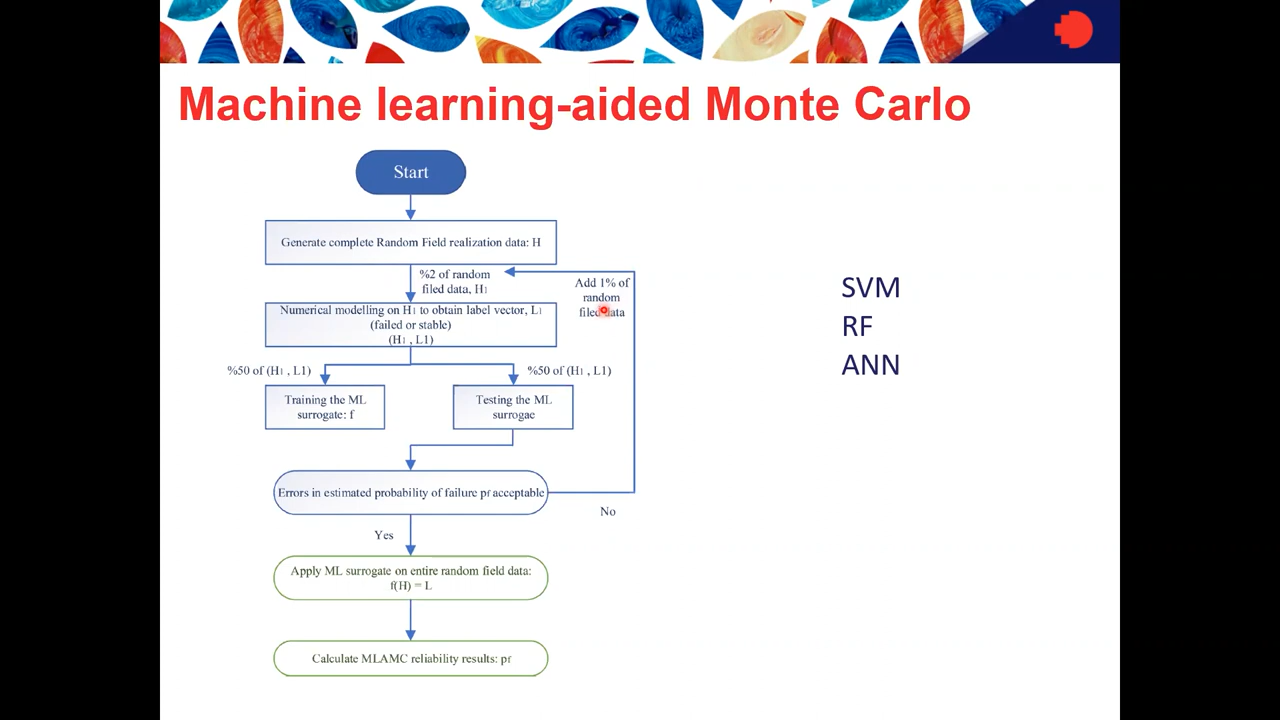 Machine learning-aided Monte Carlo
Start
Generate complete Random Field realization data: H
%2 of random
filed data, H1
Add 1% of
random
filed data
Numerical modelling on H1 to obtain label vector, L1
(failed or stable)
(H1 , L1)
%50 of (H1 , L1)
%50 of (H1 , L1)
Training the ML
surrogate: f
Testing the ML
surrogae
Errors in estimated probability of failure pf acceptable
No
Yes
Apply ML surrogate on entire random field data:
f(H) = L
Calculate MLAMC reliability results: pf
SVM
RF
ANN